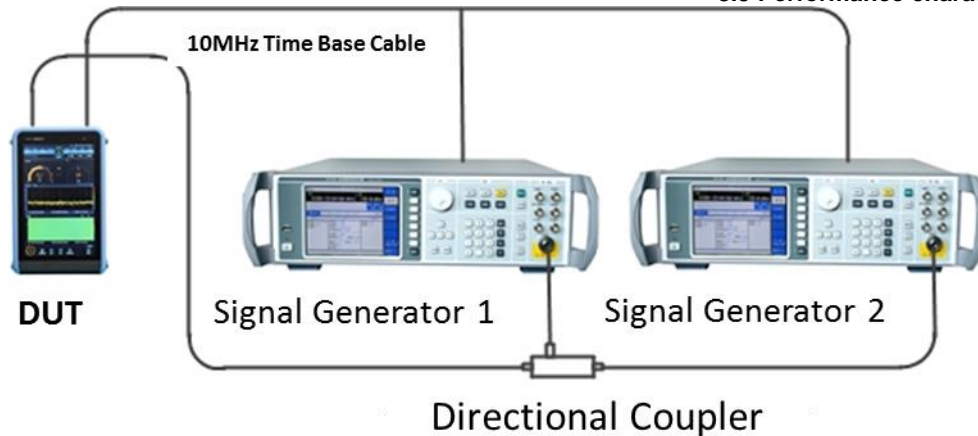 10MHz Time Base Cable
DUT
Signal Generator 1
Signal Generator 2
Directional Coupler